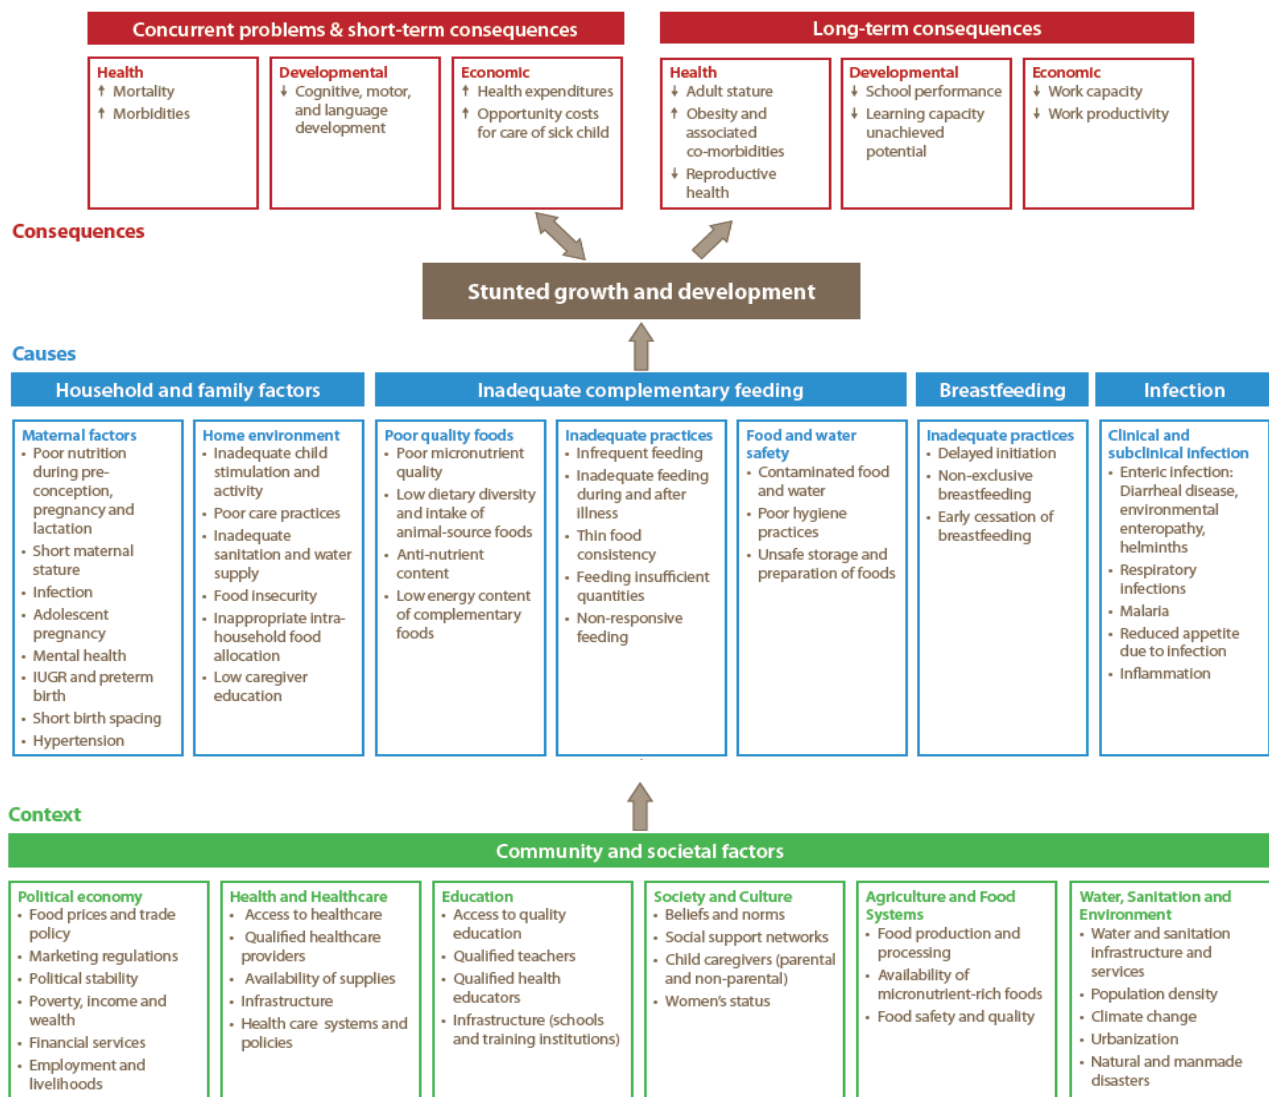 Concurrent problems & short-term consequences
Health
↑ Mortality
↑ Morbidities
Developmental
↓ Cognitive, motor,
and language
development
Economic
↑ Health expenditures
↑ Opportunity costs
for care of sick child
Long-term consequences
Health
↓ Adult stature
↑ Obesity and
associated
co-morbidities
↓ Reproductive
health
Developmental
↓ School performance
↓ Learning capacity
unachieved
potential
Economic
↓ Work capacity
↓ Work productivity
Consequences
Stunted growth and development
Causes
Household and family factors
Maternal factors
• Poor nutrition
during pre-
conception,
pregnancy and
lactation
• Short maternal
stature
• Infection
• Adolescent
pregnancy
• Mental health
• IUGR and preterm
birth
• Short birth spacing
• Hypertension
Home environment
• Inadequate child
stimulation and
activity
• Poor care practices
• Inadequate
sanitation and water
supply
• Food insecurity
• Inappropriate intra-
household food
allocation
• Low caregiver
education
Inadequate complementary feeding
Poor quality foods
• Poor micronutrient
quality
• Low dietary diversity
and intake of
animal-source foods
• Anti-nutrient
content
• Low energy content
of complementary
foods
Inadequate practices
• Infrequent feeding
• Inadequate feeding
during and after
illness
• Thin food
consistency
• Feeding insufficient
quantities
• Non-responsive
feeding
Food and water
safety
• Contaminated food
and water
• Poor hygiene
practices
• Unsafe storage and
preparation of foods
Breastfeeding
Inadequate practices
• Delayed initiation
• Non-exclusive
breastfeeding
• Early cessation of
breastfeeding
Infection
Clinical and
subclinical infection
• Enteric infection:
Diarrheal disease,
environmental
enteropathy,
helminths
• Respiratory
infections
• Malaria
• Reduced appetite
due to infection
• Inflammation
Context
Community and societal factors
Political economy
• Food prices and trade
policy
• Marketing regulations
• Political stability
• Poverty, income and
wealth
• Financial services
• Employment and
livelihoods
Health and Healthcare
• Access to healthcare
• Qualified healthcare
providers
• Availability of supplies
• Infrastructure
• Health care systems and
policies
Education
• Access to quality
education
• Qualified teachers
• Qualified health
educators
• Infrastructure (schools
and training institutions)
Society and Culture
• Beliefs and norms
• Social support networks
• Child caregivers (parental
and non-parental)
• Women's status
Agriculture and Food
Systems
• Food production and
processing
• Availability of
micronutrient-rich foods
• Food safety and quality
Water, Sanitation and
Environment
• Water and sanitation
infrastructure and
services
• Population density
• Climate change
• Urbanization
• Natural and manmade
disasters